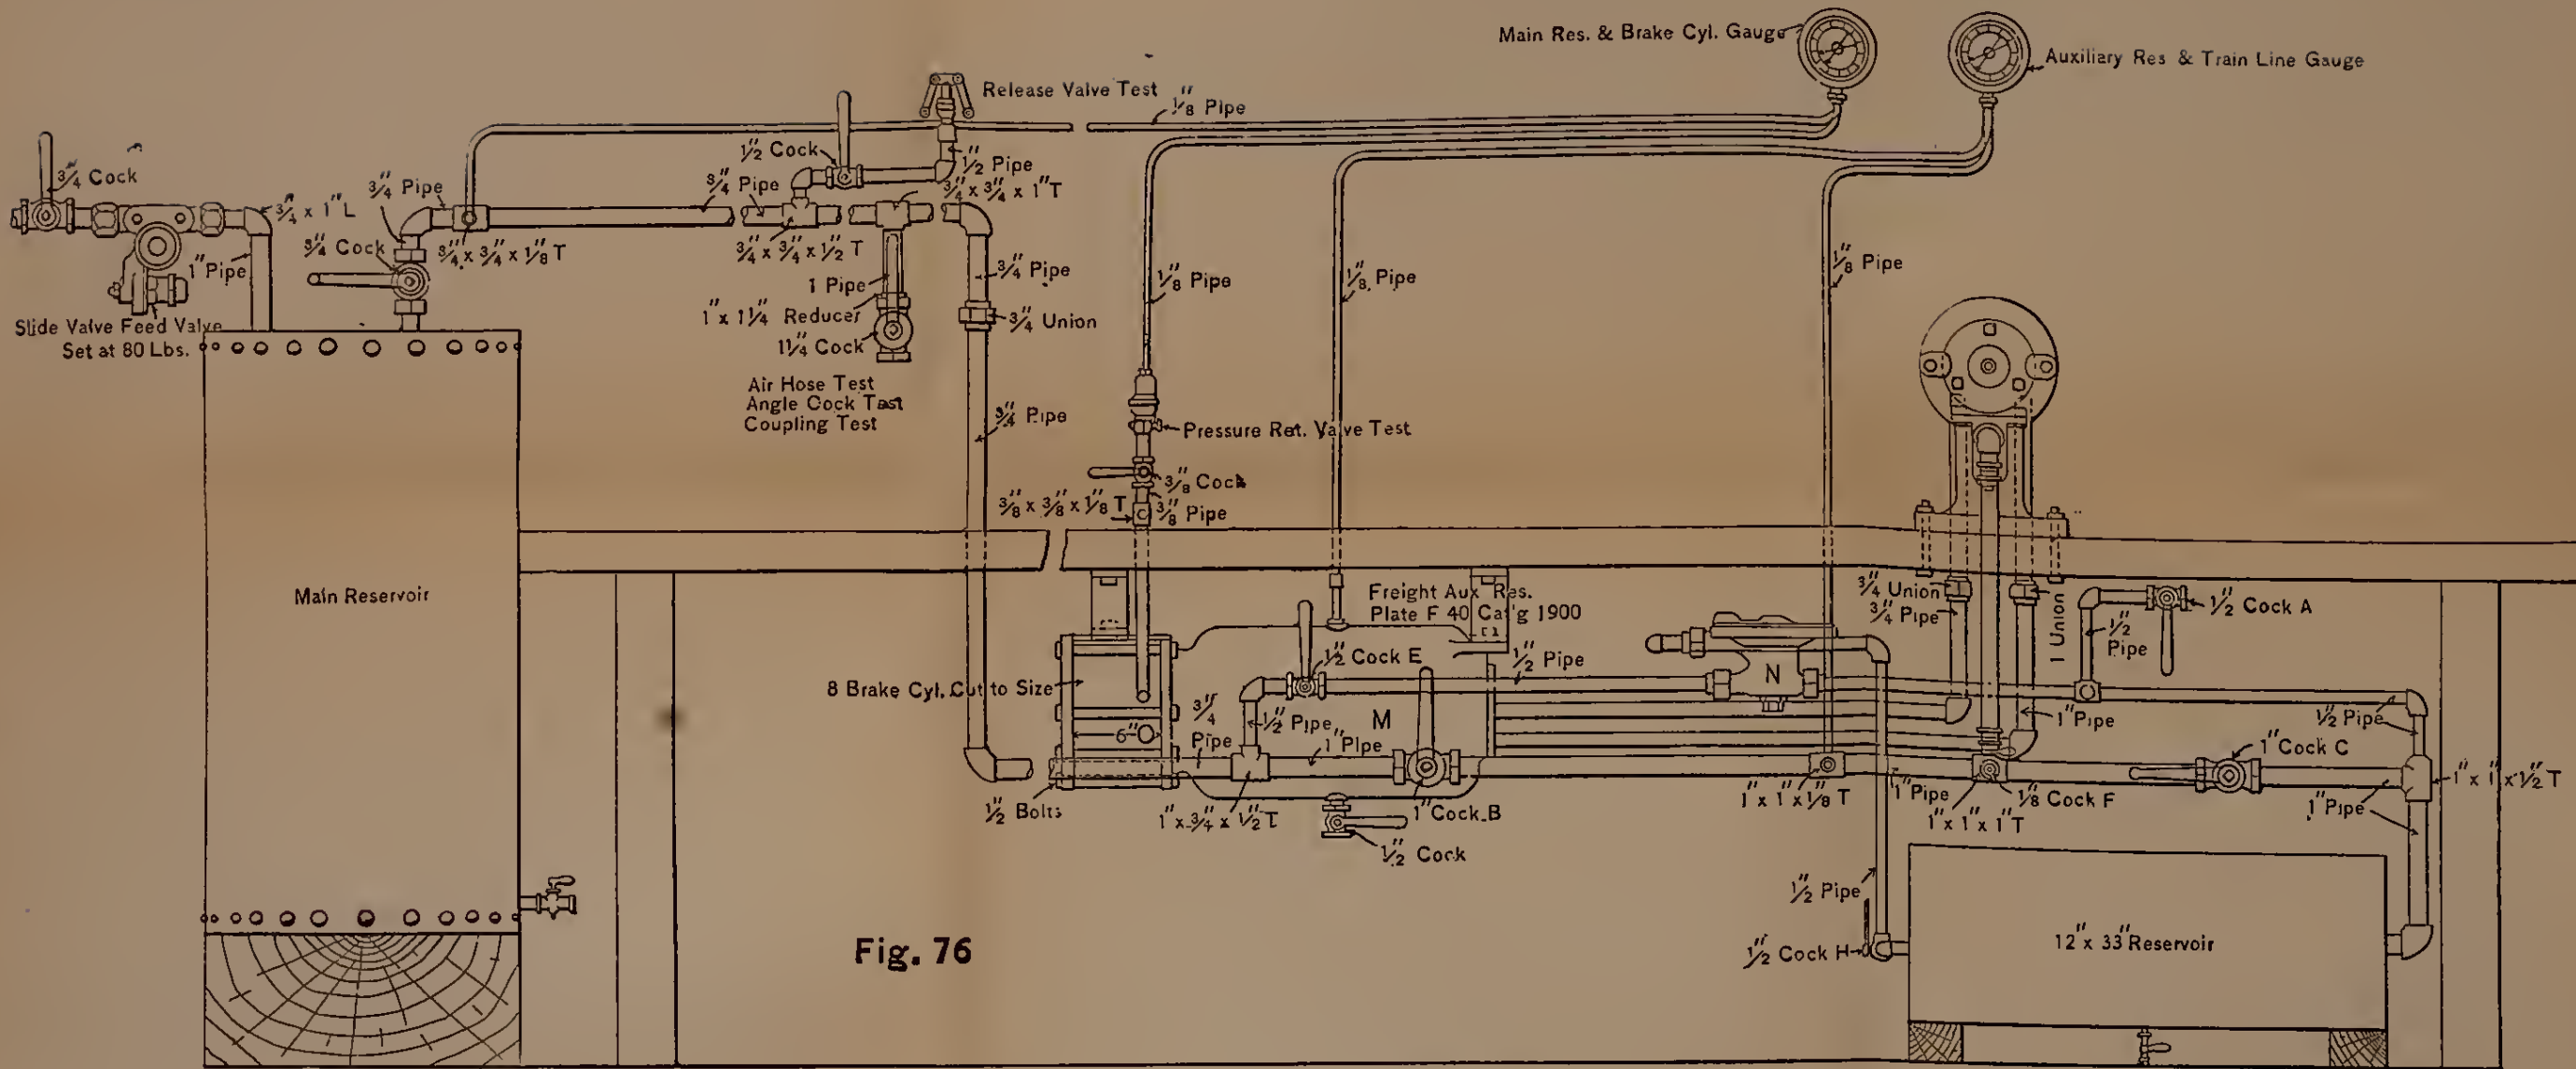 Main Res. & Brake Cyl. Gauge
Auxiliary Res & Train Line Gauge
Release Valve Test
1/8" Pipe
1/2" Cock
1/2" Pipe
3/4" Cock
3/4" Pipe
3/4" Pipe
3/4" x 3/4" x 1" T
3/4" x 1" L
3/4" Cock
3/4" x 3/4" x 1/8" T
3/4" x 3/4" x 1/2" T
1" Pipe
3/4" Pipe
1/8" Pipe
1/8" Pipe
1/8" Pipe
1 Pipe
1" x 1 1/4" Reducer
3/4" Union
1 1/4" Cock
Slide Valve Feed Valve
Set at 80 Lbs.
Air Hose Test
Angle Cock Test
Coupling Test
3/4" Pipe
Pressure Ret. Valve Test
3/8" Cock
3/8" x 3/8" x 1/8" T
3/8" Pipe
Main Reservoir
Freight Aux Res.
Plate F 40 Cat'g 1900
3/4" Union
3/4" Pipe
1" Union
1/2" Cock A
1/2" Pipe
1/2" Cock E
1/2" Pipe
N
8 Brake Cyl. Cut to Size
3/4" Pipe
1/2" Pipe
M
1" Pipe
1/2" Pipe
6"
1" Pipe
1" Cock C
1/2" Bolts
1" x 3/4" x 1/2" T
1" Cock B
1" x 1" x 1/8" T
1" Pipe
1/8" Cock F
1" x 1" x 1" T
1" Pipe
1" x 1" x 1/2" T
1/2" Cock
1/2" Pipe
Fig. 76
1/2" Cock H
12" x 33" Reservoir